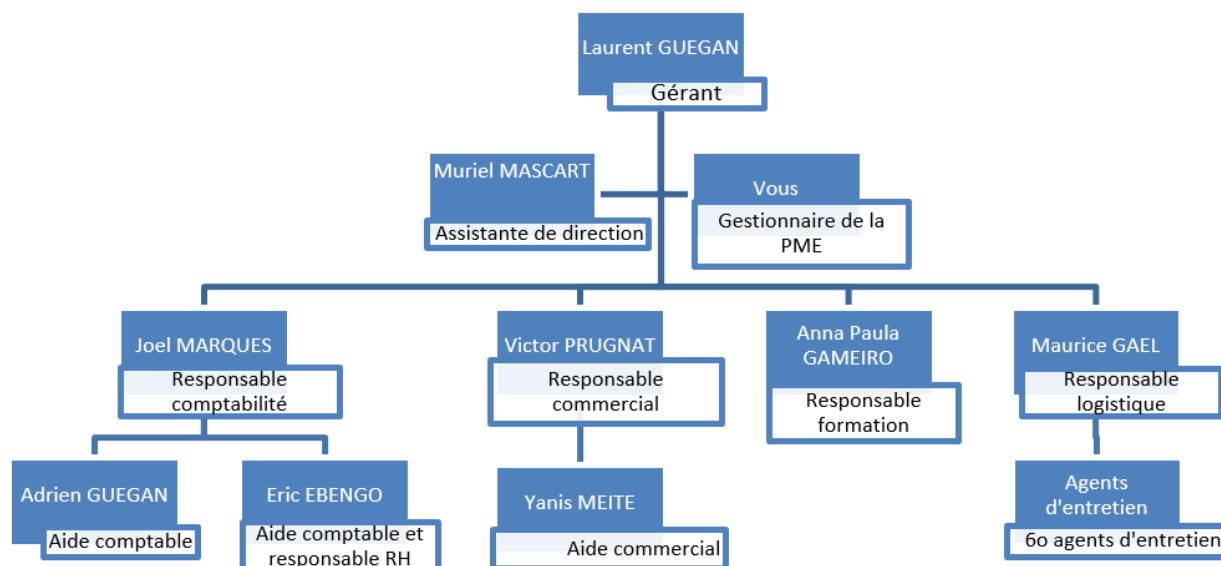 Laurent GUEGAN
Gérant
Muriel MASCART
Assistante de direction
Vous
Gestionnaire de la
PME
Joel MARQUES
Responsable
comptabilité
Victor PRUGNAT
Responsable
commercial
Anna Paula
GAMEIRO
Responsable
formation
Maurice GAEL
Responsable
logistique
Adrien GUEGAN
Aide comptable
Eric EBENGO
Aide comptable et
responsable RH
Yanis MEITE
Aide commercial
Agents
d'entretien
60 agents d'entretien